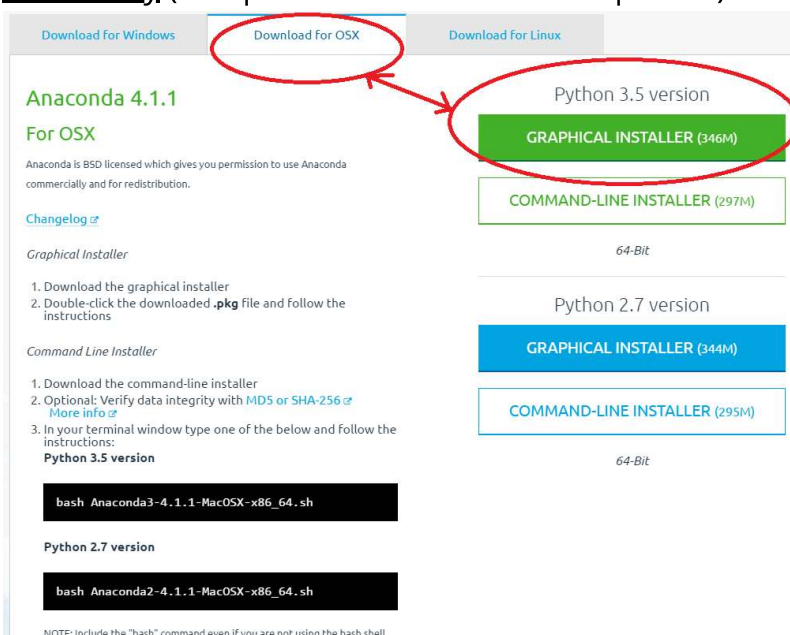 Download for Windows
Download for OSX
Download for Linux
Anaconda 4.1.1
For OSX
Anaconda is BSD licensed which gives you permission to use Anaconda
commercially and for redistribution.
Changelog
Graphical Installer
1. Download the graphical installer
2. Double-click the downloaded .pkg file and follow the
instructions
Command Line Installer
1. Download the command-line installer
2. Optional: Verify data integrity with MD5 or SHA-256
More info
3. In your terminal window type one of the below and follow the
instructions:
Python 3.5 version
bash Anaconda3-4.1.1-MacOSX-x86_64.sh
Python 2.7 version
bash Anaconda2-4.1.1-MacOSX-x86_64.sh
NOTE: Include the "bash" command even if you are not using the bash shell
Python 3.5 version
GRAPHICAL INSTALLER (346M)
COMMAND-LINE INSTALLER (297M)
64-Bit
Python 2.7 version
GRAPHICAL INSTALLER (344M)
COMMAND-LINE INSTALLER (295M)
64-Bit